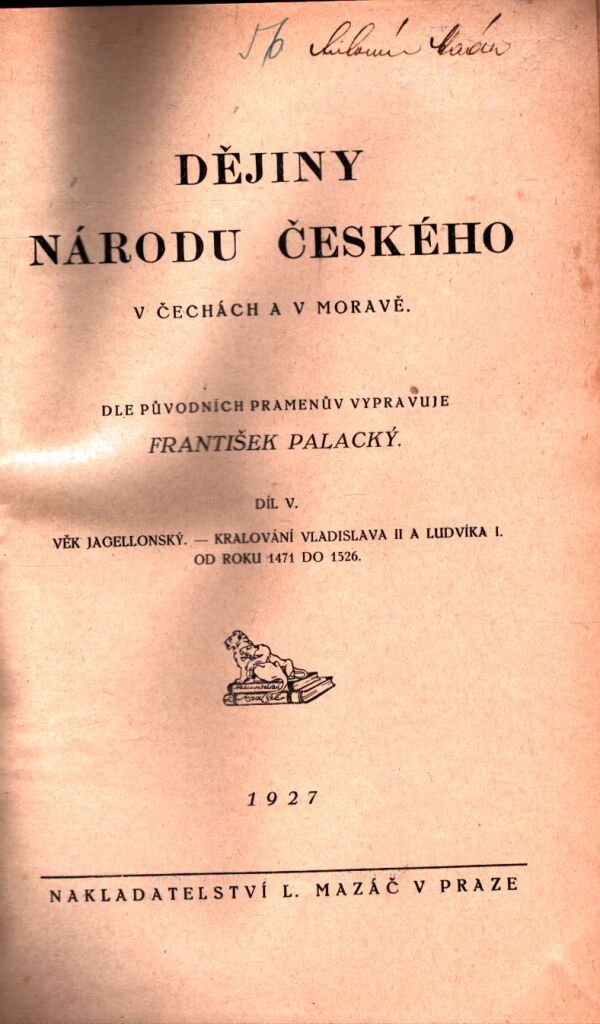 56
DĚJINY
NÁRODU ČESKÉHO
V ČECHÁCH A V MORAVĚ.
DLE PŮVODNÍCH PRAMENŮV VYPRAVUJE
FRANTIŠEK PALACKÝ.
DÍL V.
VĚK JAGELLONSKÝ. — KRALOVÁNÍ VLADISLAVA II A LUDVÍKA I.
OD ROKU 1471 DO 1526.
1927
NAKLADATELSTVÍ L. MAZÁČ V PRAZE